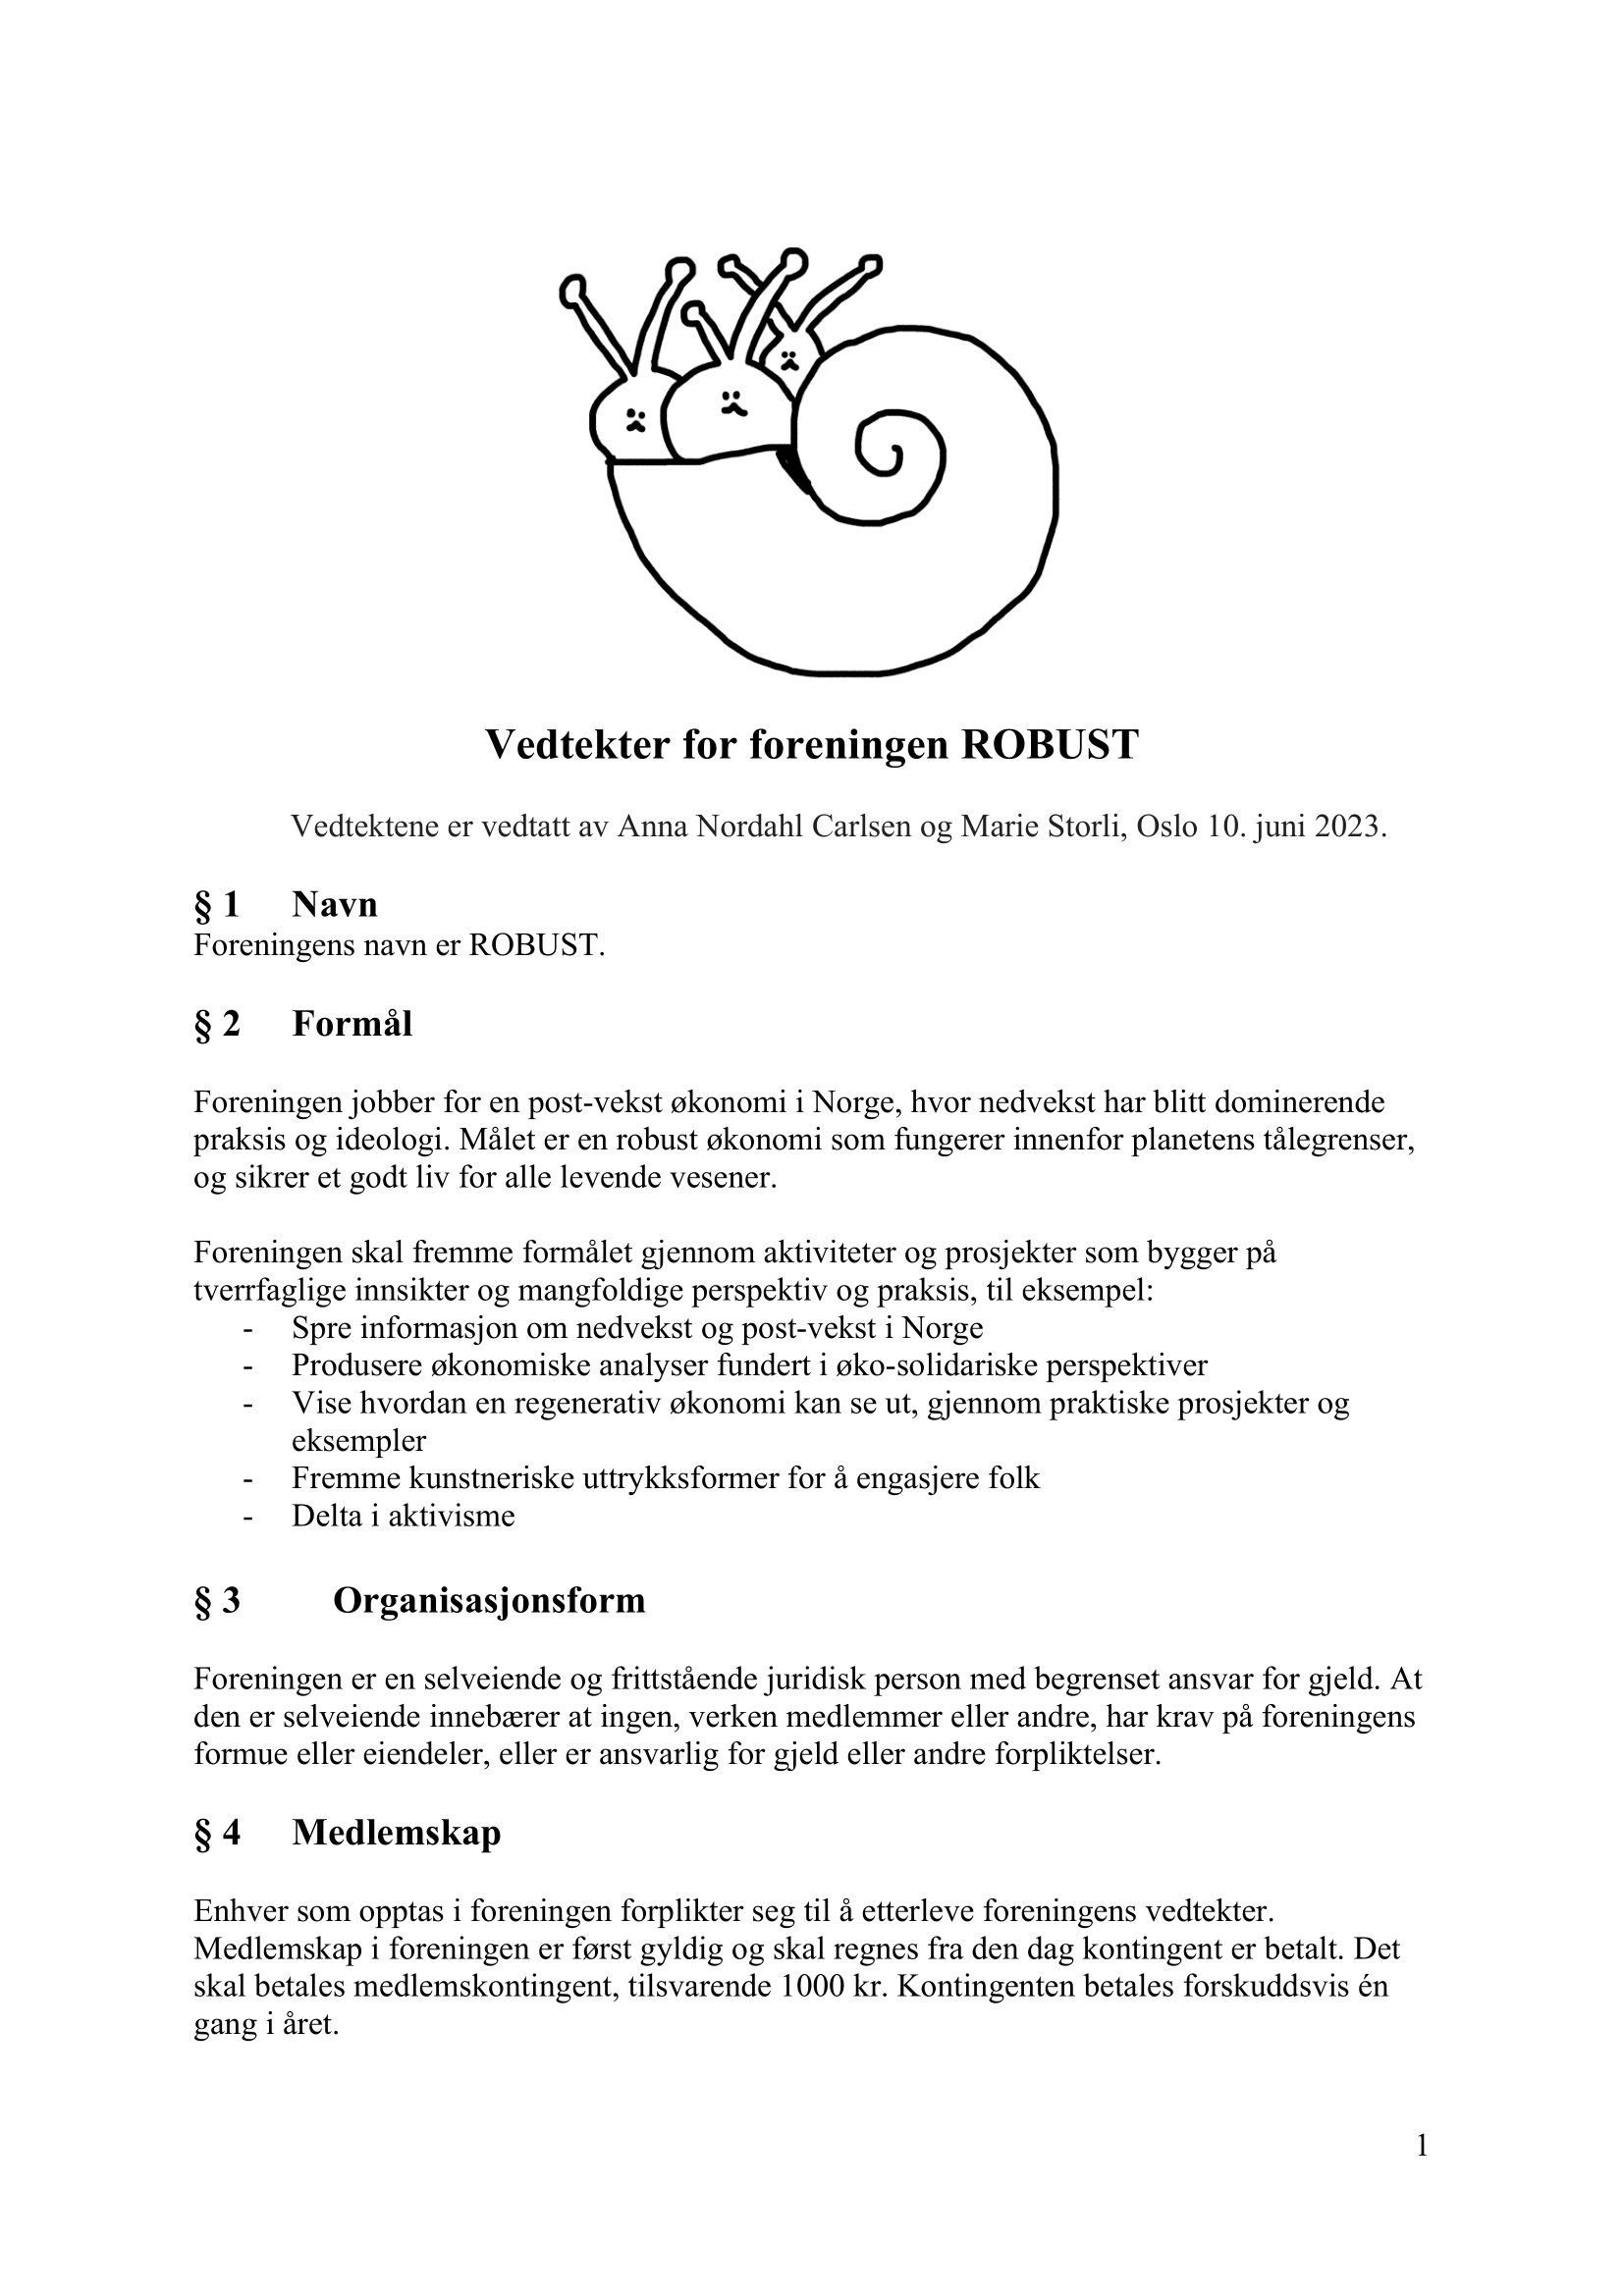 Vedtekter for foreningen ROBUST
Vedtektene er vedtatt av Anna Nordahl Carlsen og Marie Storli, Oslo 10. juni 2023.
§ 1 Navn
Foreningens navn er ROBUST.
§ 2 Formål
Foreningen jobber for en post-vekst økonomi i Norge, hvor nedvekst har blitt dominerende
praksis og ideologi. Målet er en robust økonomi som fungerer innenfor planetens tålegrenser,
og sikrer et godt liv for alle levende vesener.
Foreningen skal fremme formålet gjennom aktiviteter og prosjekter som bygger på
tverrfaglige innsikter og mangfoldige perspektiv og praksis, til eksempel:
- Spre informasjon om nedvekst og post-vekst i Norge
- Produsere økonomiske analyser fundert i øko-solidariske perspektiver
- Vise hvordan en regenerativ økonomi kan se ut, gjennom praktiske prosjekter og
eksempler
- Fremme kunstneriske uttrykksformer for å engasjere folk
- Delta i aktivisme
§ 3 Organisasjonsform
Foreningen er en selveiende og frittstående juridisk person med begrenset ansvar for gjeld. At
den er selveiende innebærer at ingen, verken medlemmer eller andre, har krav på foreningens
formue eller eiendeler, eller er ansvarlig for gjeld eller andre forpliktelser.
§ 4 Medlemskap
Enhver som opptas i foreningen forplikter seg til å etterleve foreningens vedtekter.
Medlemskap i foreningen er først gyldig og skal regnes fra den dag kontingent er betalt. Det
skal betales medlemskontingent, tilsvarende 1000 kr. Kontingenten betales forskuddsvis én
gang i året.
1